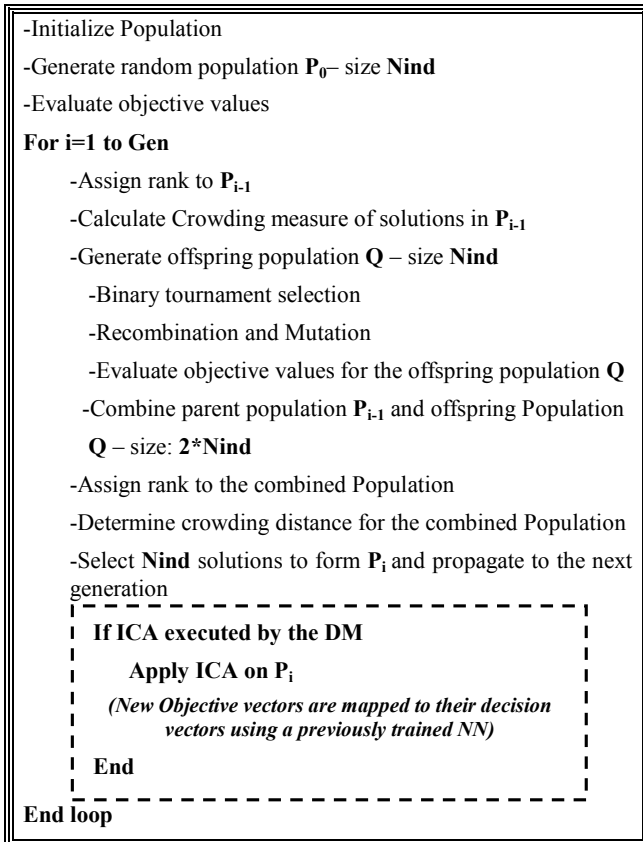 -Initialize Population
-Generate random population P0– size Nind
-Evaluate objective values
For i=1 to Gen
-Assign rank to Pi-1
-Calculate Crowding measure of solutions in Pi-1
-Generate offspring population Q – size Nind
-Binary tournament selection
-Recombination and Mutation
-Evaluate objective values for the offspring population Q
-Combine parent population Pi-1 and offspring Population
Q – size: 2*Nind
-Assign rank to the combined Population
-Determine crowding distance for the combined Population
-Select Nind solutions to form Pi and propagate to the next
generation
If ICA executed by the DM
Apply ICA on Pi
(New Objective vectors are mapped to their decision
vectors using a previously trained NN)
End
End loop